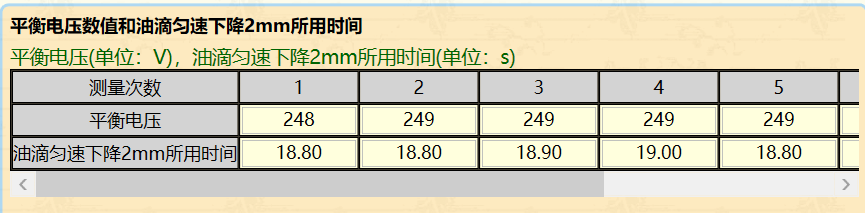 平衡电压数值和油滴匀速下降2mm所用时间
平衡电压(单位：V)，油滴匀速下降2mm所用时间(单位：s)
测量次数 1 2 3 4 5
平衡电压 248 249 249 249 249
油滴匀速下降2mm所用时间 18.80 18.80 18.90 19.00 18.80